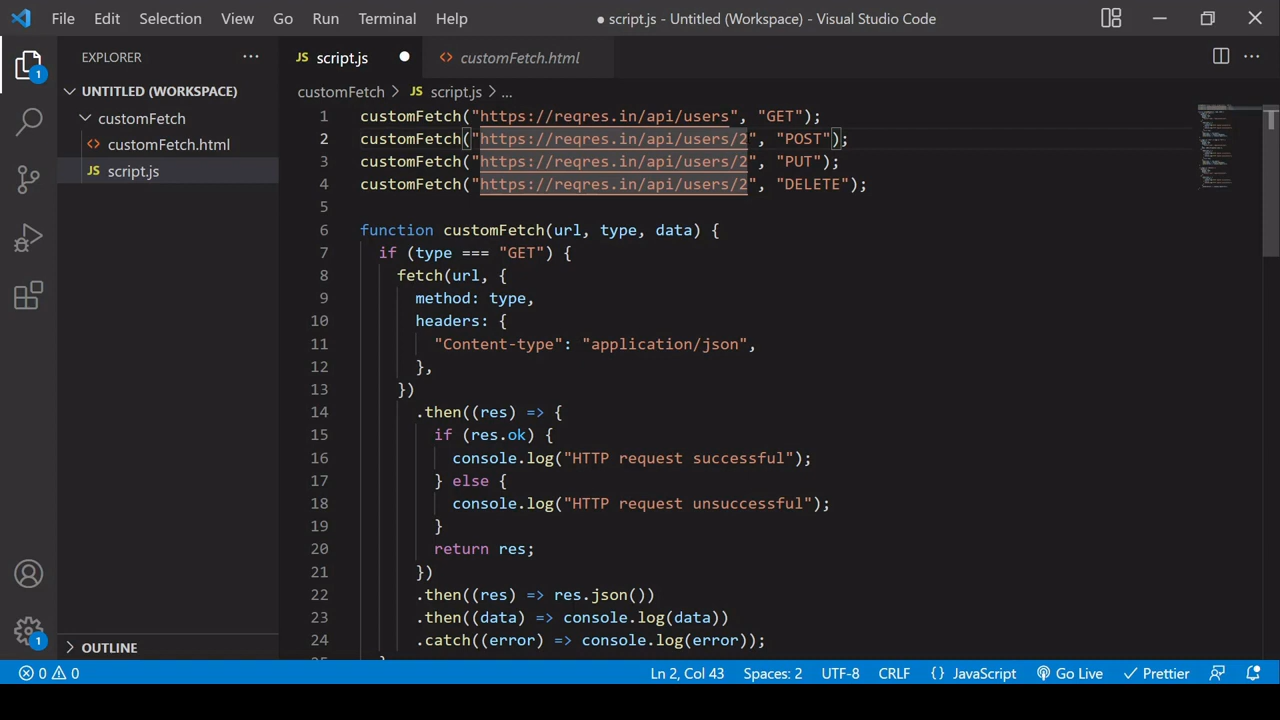 File Edit Selection View Go Run Terminal Help ● script.js - Untitled (Workspace) - Visual Studio Code
EXPLORER ...
JS script.js ● <> customFetch.html ...
UNTITLED (WORKSPACE)
customFetch
<> customFetch.html
JS script.js
OUTLINE
1
1
customFetch > JS script.js > ...
1 customFetch("https://reqres.in/api/users", "GET");
2 customFetch("https://reqres.in/api/users/2", "POST");
3 customFetch("https://reqres.in/api/users/2", "PUT");
4 customFetch("https://reqres.in/api/users/2", "DELETE");
5
6 function customFetch(url, type, data) {
7 if (type === "GET") {
8 fetch(url, {
9 method: type,
10 headers: {
11 "Content-type": "application/json",
12 },
13 })
14 .then((res) => {
15 if (res.ok) {
16 console.log("HTTP request successful");
17 } else {
18 console.log("HTTP request unsuccessful");
19 }
20 return res;
21 })
22 .then((res) => res.json())
23 .then((data) => console.log(data))
24 .catch((error) => console.log(error));
0 0 Ln 2, Col 43 Spaces: 2 UTF-8 CRLF {} JavaScript Go Live Prettier